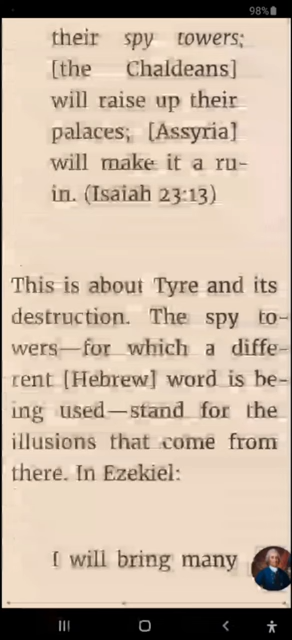 98%
their spy towers;
[the Chaldeans]
will raise up their
palaces; [Assyria]
will make it a ru-
in. (Isaiah 23:13)
This is about Tyre and its
destruction. The spy to-
wers—for which a diffe-
rent [Hebrew] word is be-
ing used—stand for the
illusions that come from
there. In Ezekiel:
I will bring many